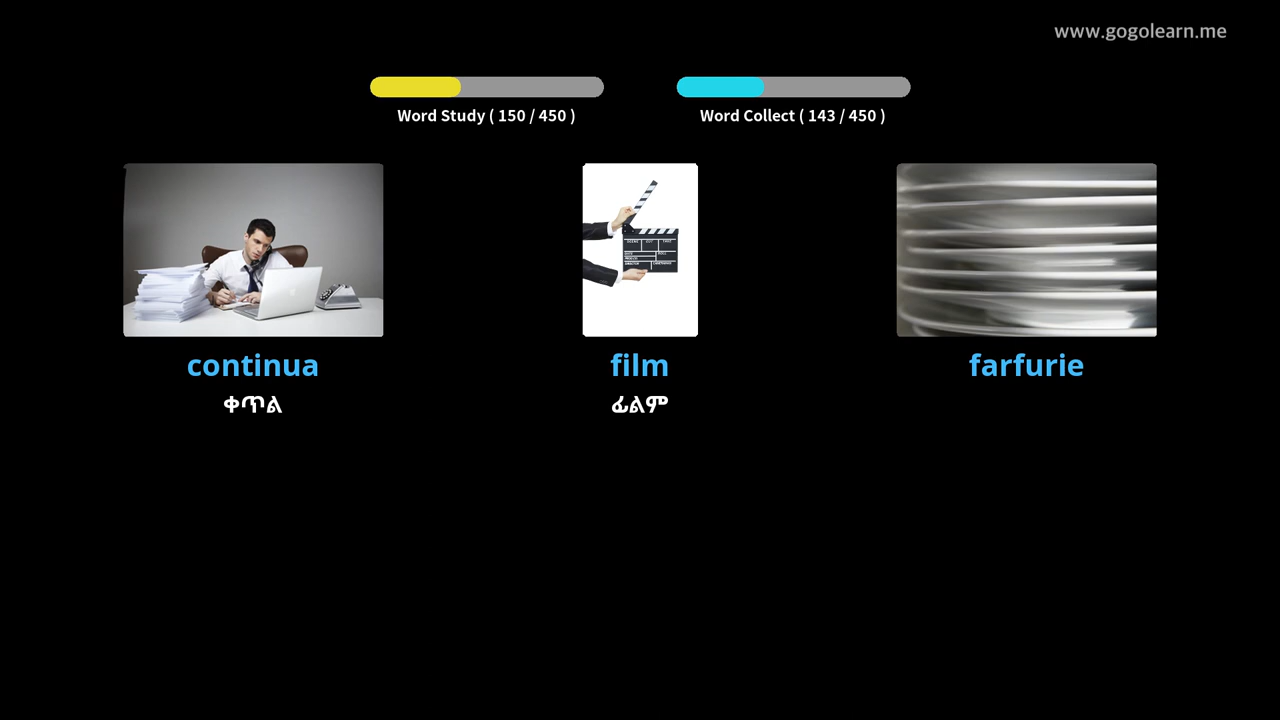 www.gogolearn.me
Word Study ( 150 / 450 )
Word Collect ( 143 / 450 )
continua
ቀጥል
film
ፊልም
farfurie